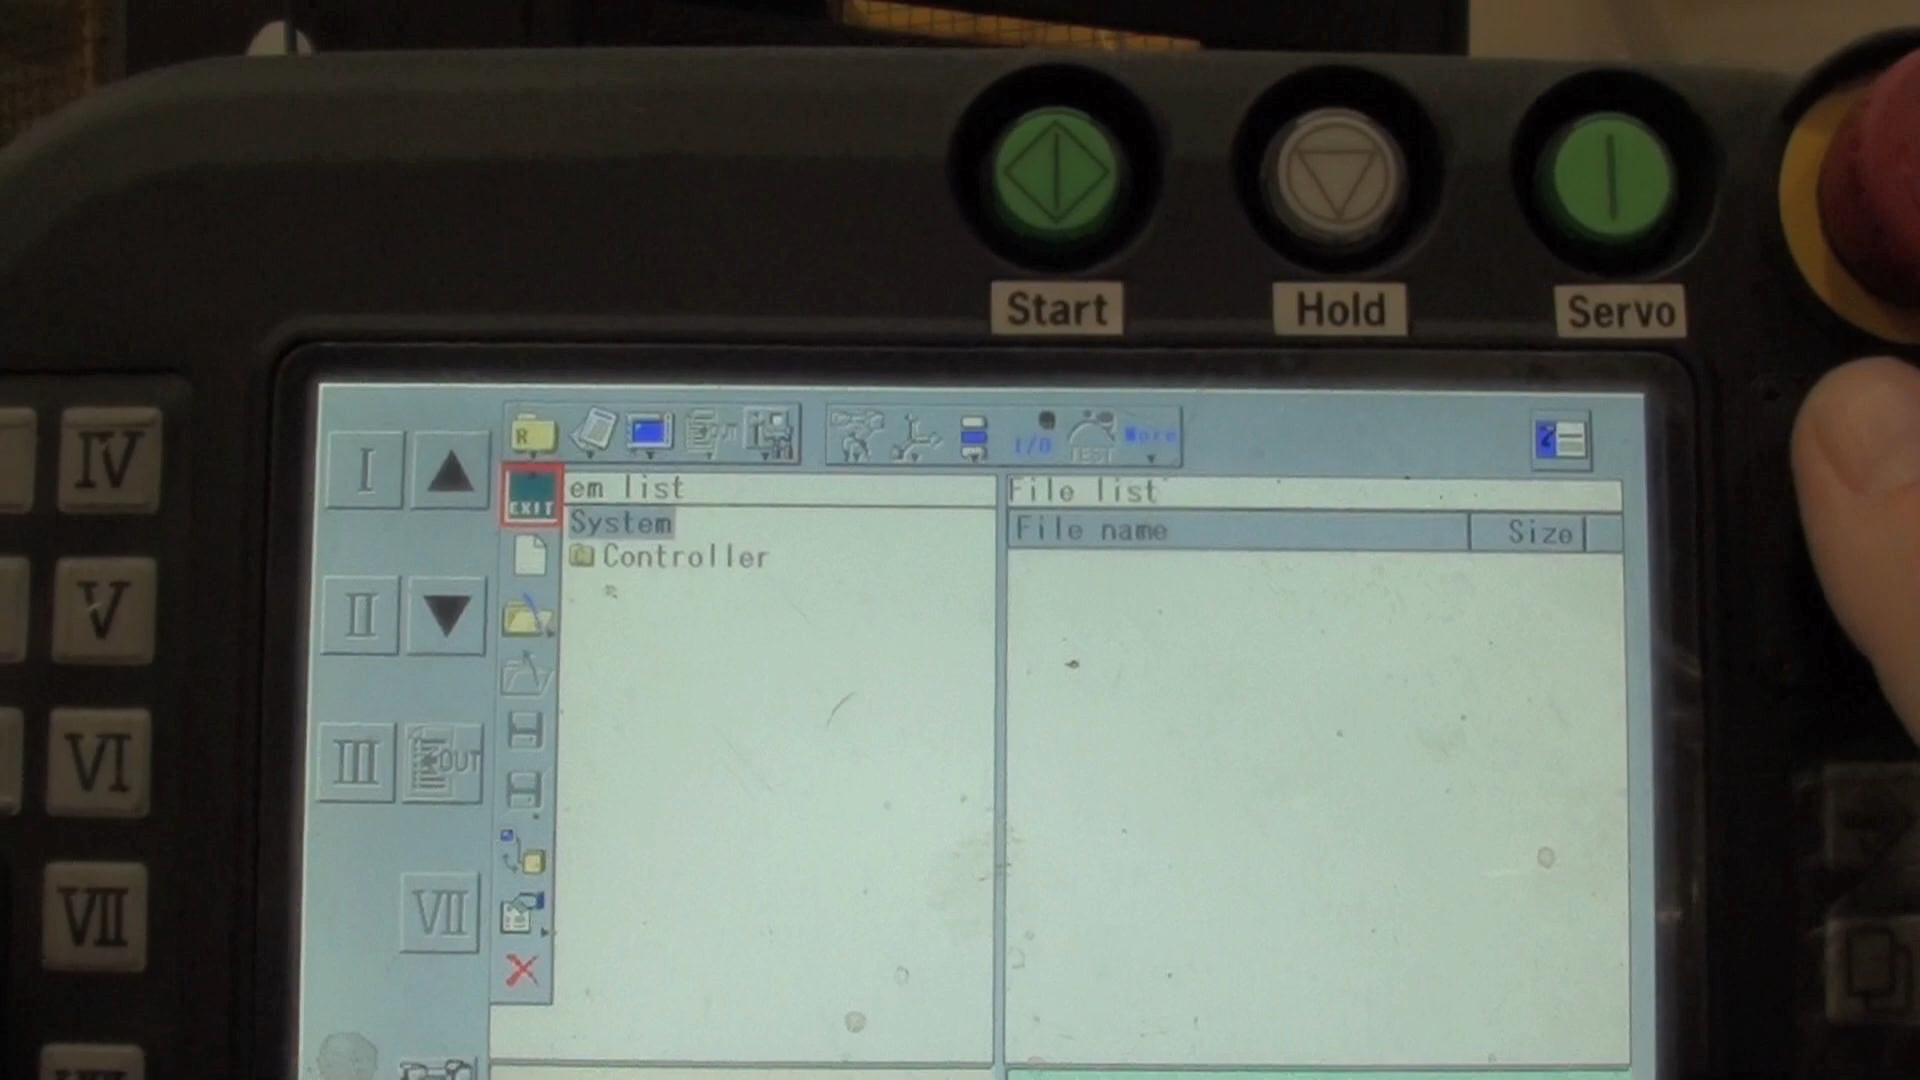 Start
Hold
Servo
R
I/O
TEST
More
em list
File list
EXIT
System
File name
Size
Controller
I
II
III
OUT
VII
IV
V
VI
VII